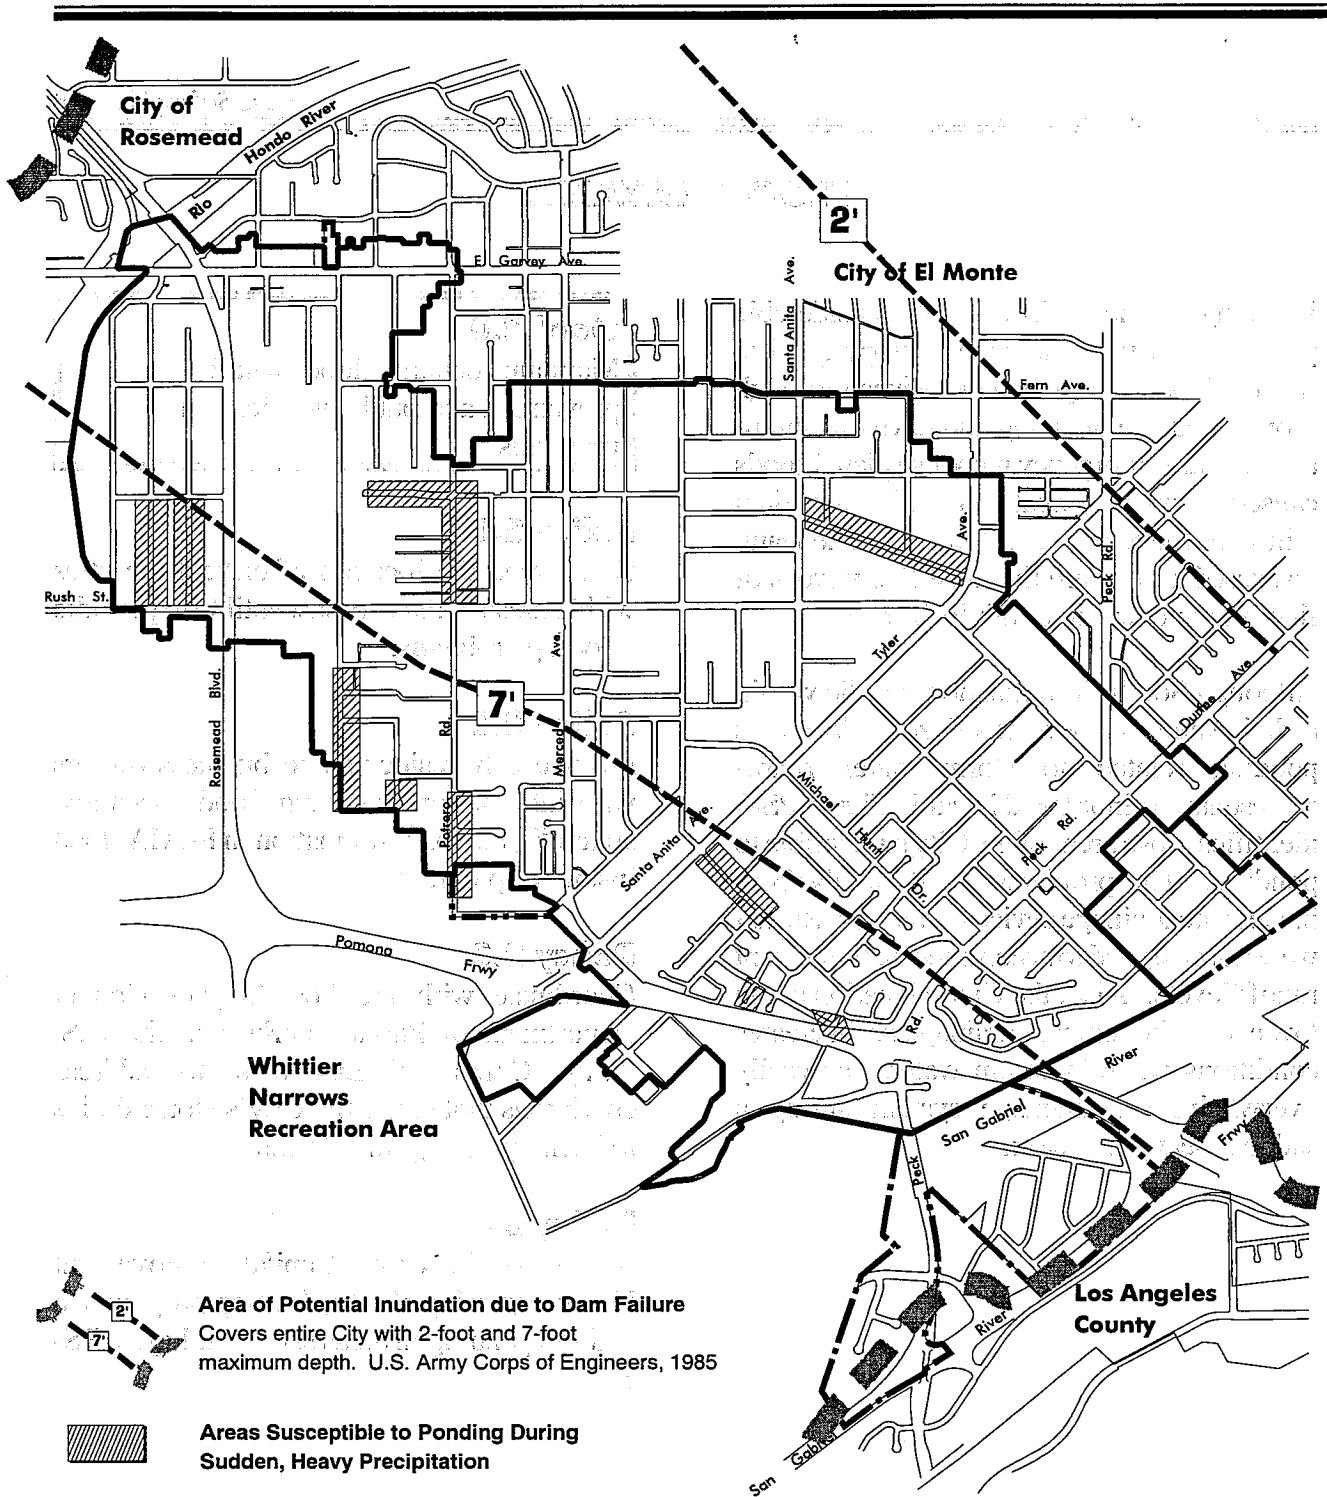 City of
Rosemead
Rio Hondo River
2'
City of El Monte
E Garvey Ave.
Santa Anita Ave.
Fern Ave.
Ave.
Peck Rd.
Rush St.
Rosemead Blvd.
Potrero Rd.
Merced Ave.
Tyler
Durfee Ave.
7'
Michael Hunt Dr.
Peck Rd.
Santa Anita Ave.
Pomona Frwy
Rd.
River
San Gabriel
Frwy
Peck
Whittier
Narrows
Recreation Area
Los Angeles
County
River
San Gabriel
2'
7'
Area of Potential Inundation due to Dam Failure
Covers entire City with 2-foot and 7-foot
maximum depth. U.S. Army Corps of Engineers, 1985
Areas Susceptible to Ponding During
Sudden, Heavy Precipitation